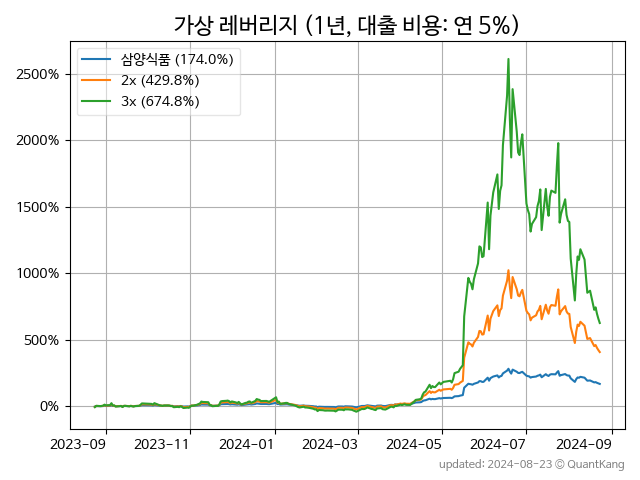 가상 레버리지 (1년, 대출 비용: 연 5%)
삼양식품 (174.0%)
2x (429.8%)
3x (674.8%)
2500%
2000%
1500%
1000%
500%
0%
2023-09 2023-11 2024-01 2024-03 2024-05 2024-07 2024-09
updated: 2024-08-23 © QuantKang